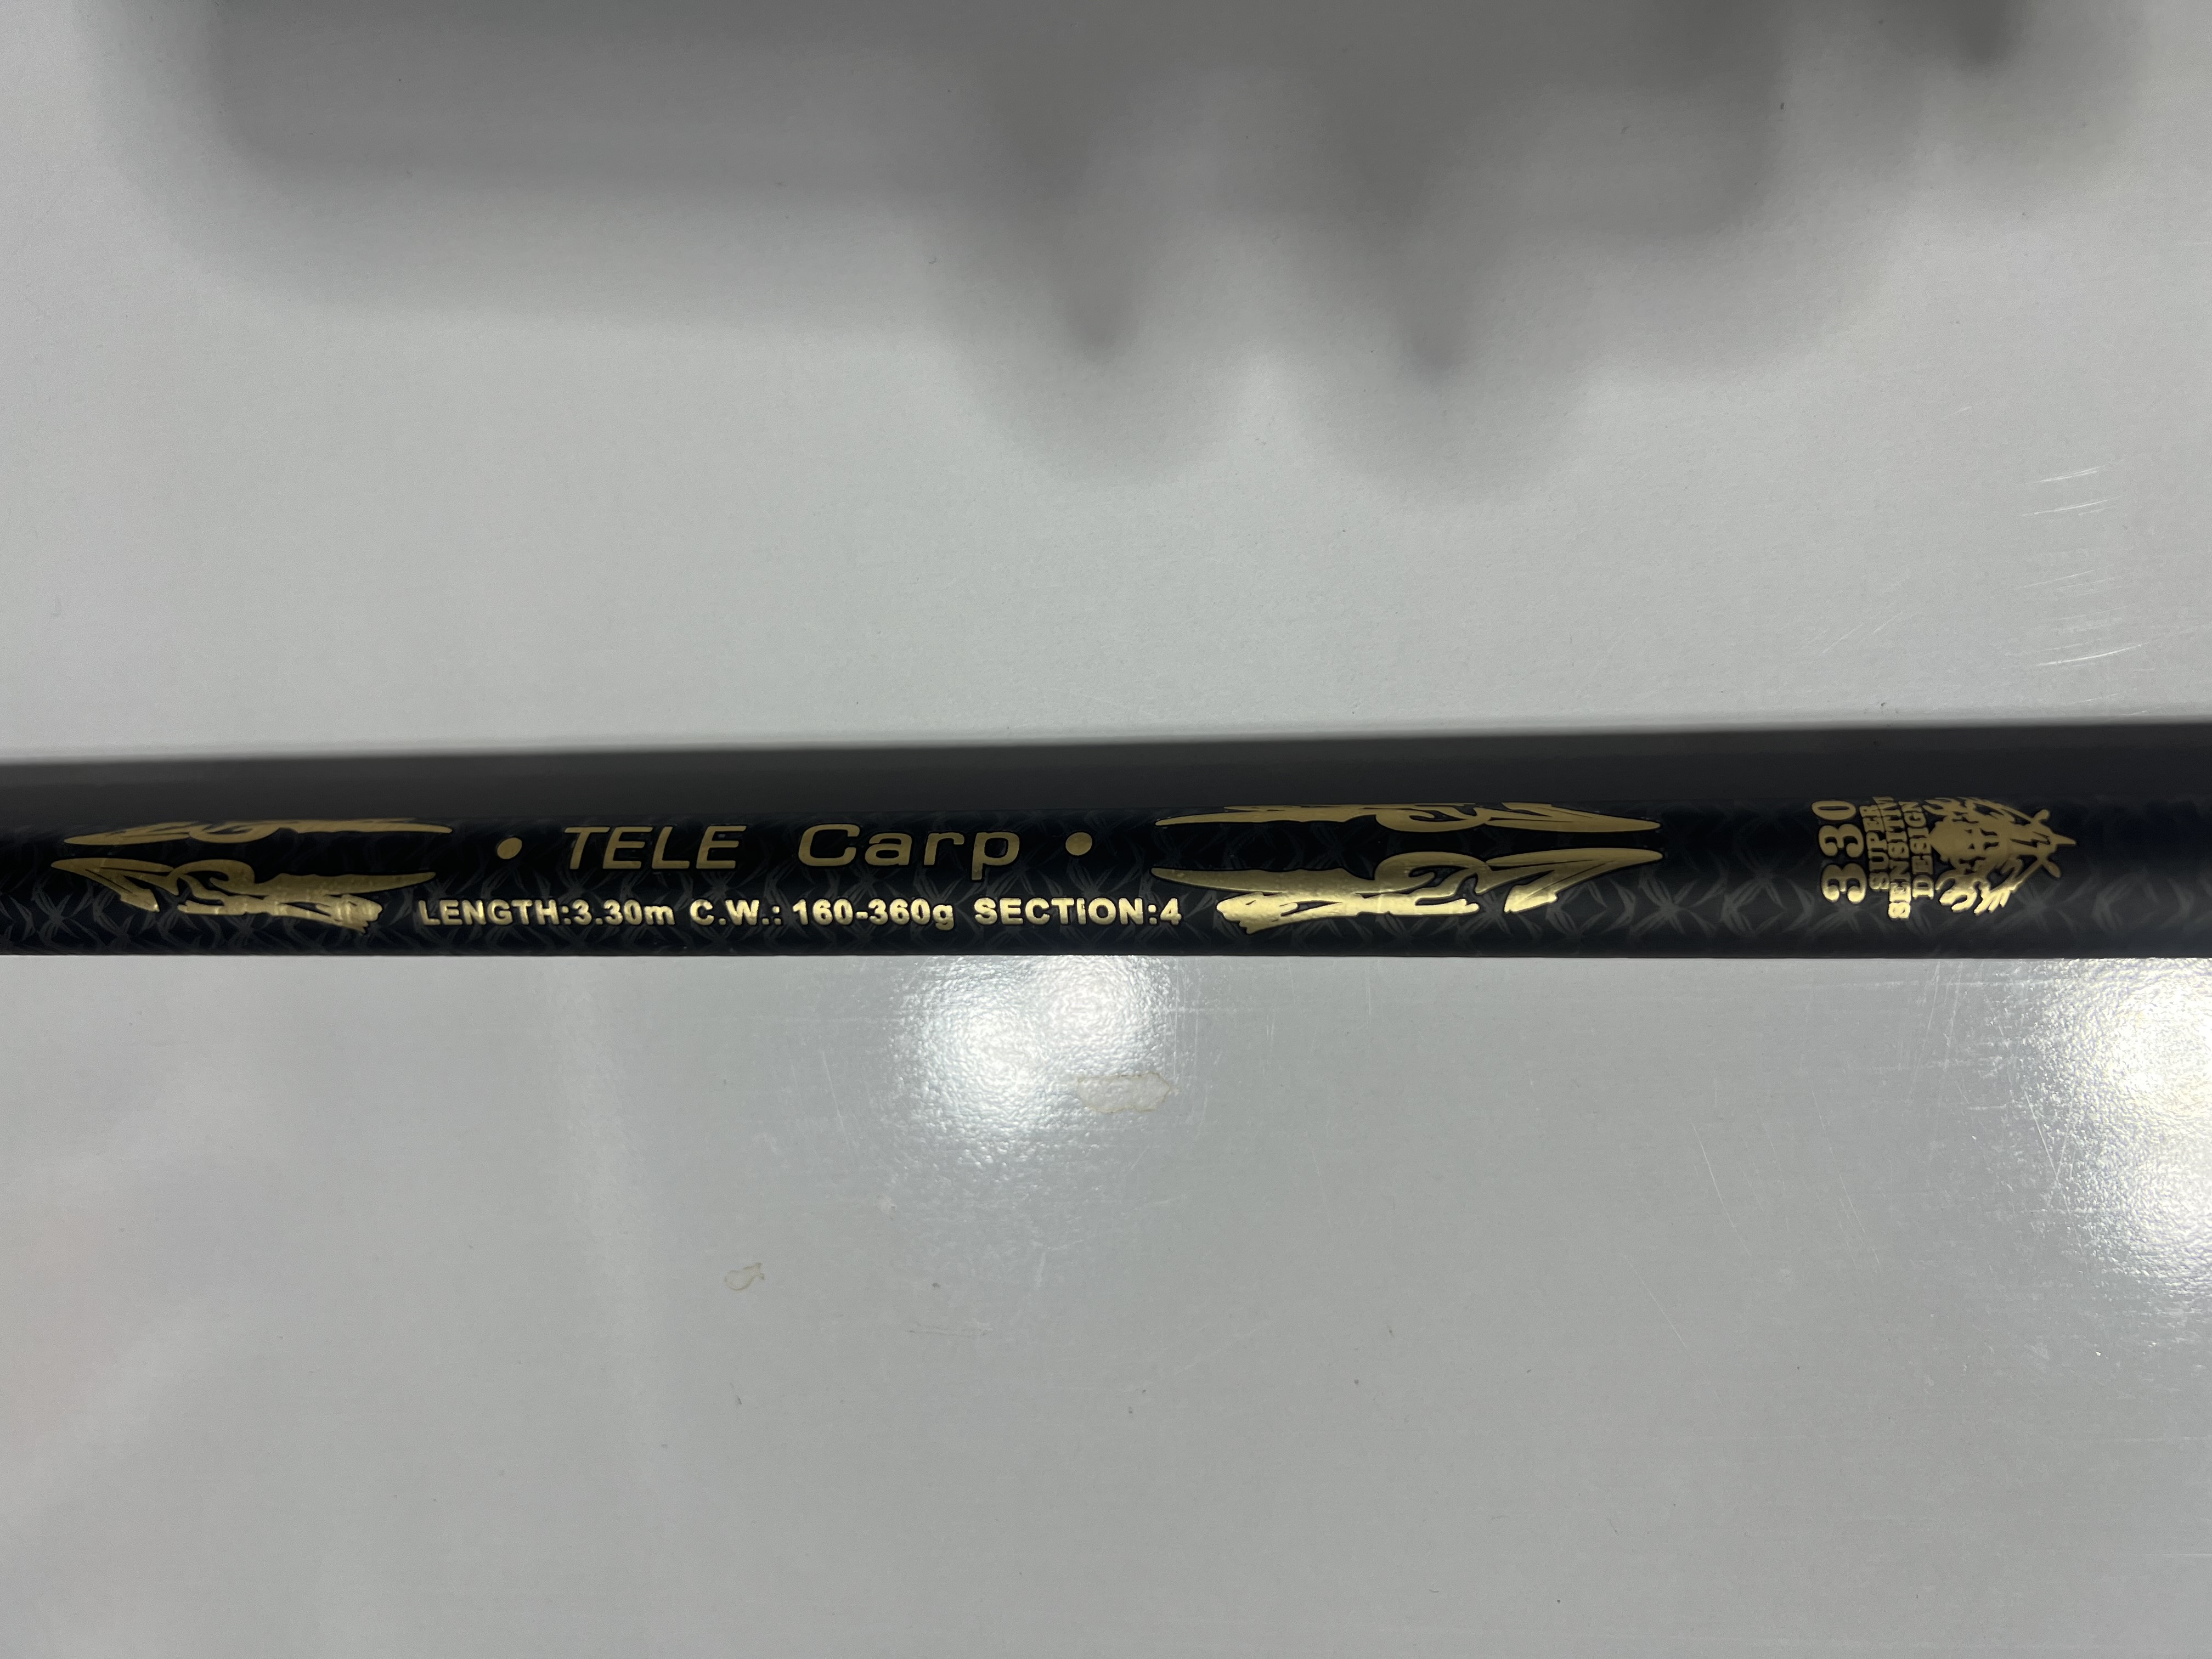 • TELE Carp •
LENGTH:3.30m C.W.: 160-360g SECTION:4
330
SUPER
SENSITIVE
DESIGN